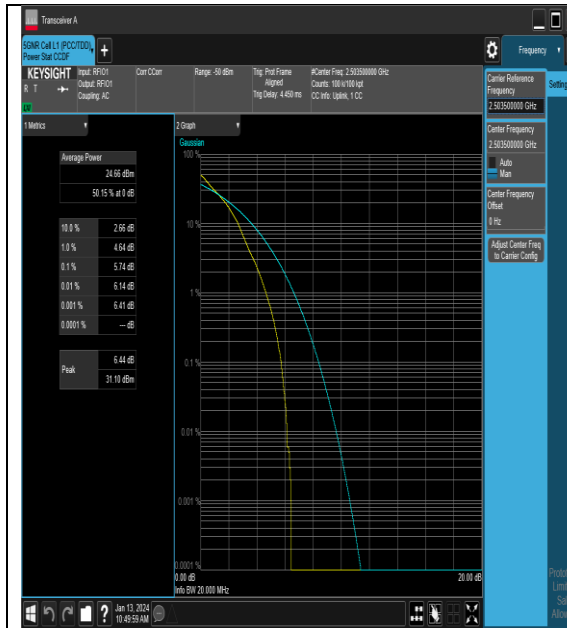 Transceiver A
5GNR Cell L1 (PCC/TDD)
Power Stat CCDF
Frequency
KEYSIGHT
R T
Input: RFIO1
Output: RFIO1
Coupling: AC
Corr CCorr
Range: -50 dBm
Trig: Prot Frame
Aligned
Trig Delay: 4.450 ms
#Center Freq: 2.503500000 GHz
Counts: 100 k/100 kpt
CC Info: Uplink, 1 CC
Carrier Reference
Frequency
2.503500000 GHz
Center Frequency
2.503500000 GHz
Auto
Man
Center Frequency
Offset
0 Hz
Adjust Center Freq
to Carrier Config
1 Metrics
Average Power
24.66 dBm
50.15 % at 0 dB
10.0 % 2.66 dB
1.0 % 4.64 dB
0.1 % 5.74 dB
0.01 % 6.14 dB
0.001 % 6.41 dB
0.0001 % --- dB
Peak
6.44 dB
31.10 dBm
2 Graph
Gaussian
100 %
10 %
1 %
0.1 %
0.01 %
0.001 %
0.0001 %
0.00 dB
20.00 dB
Info BW 20.000 MHz
Jan 13, 2024
10:49:59 AM